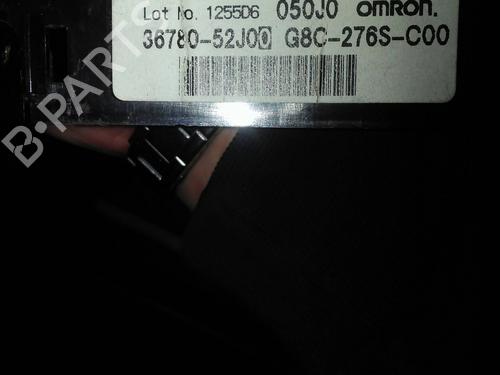 Lot No. 1255D6 050J0 omron.
36780-52J00 G8C-276S-C00
B-PARTS